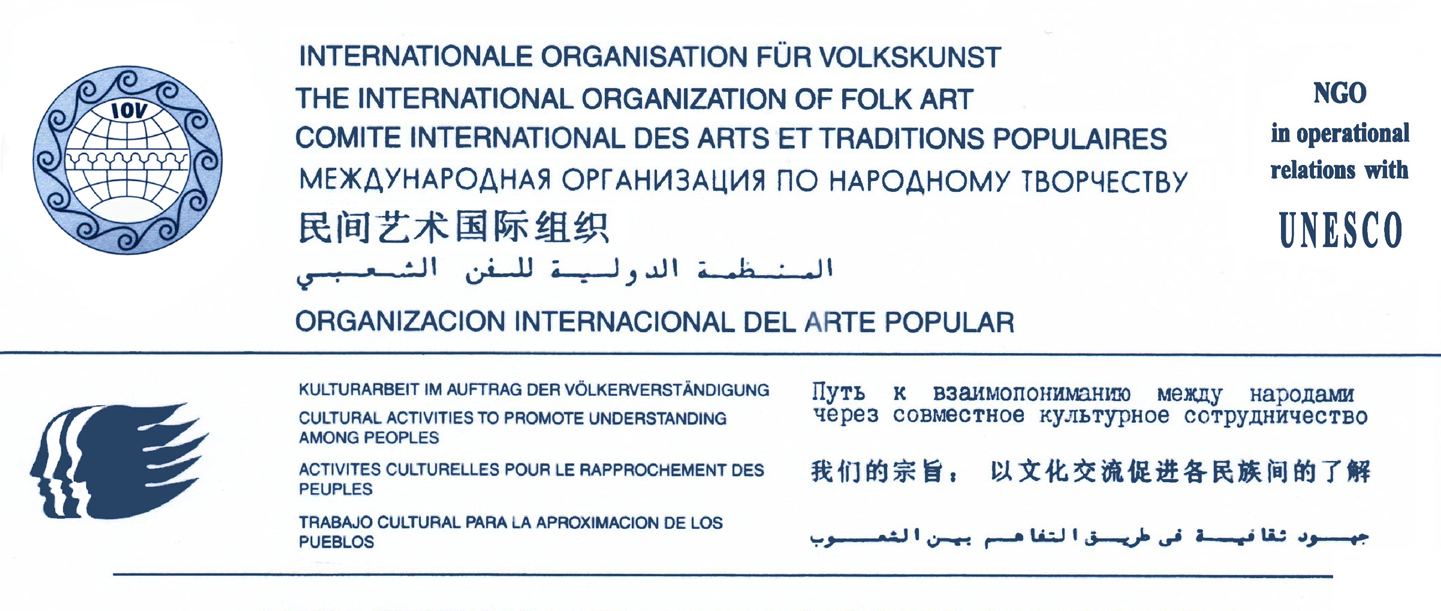 IOV
INTERNATIONALE ORGANISATION FÜR VOLKSKUNST
THE INTERNATIONAL ORGANIZATION OF FOLK ART
COMITE INTERNATIONAL DES ARTS ET TRADITIONS POPULAIRES
МЕЖДУНАРОДНАЯ ОРГАНИЗАЦИЯ ПО НАРОДНОМУ ТВОРЧЕСТВУ
民间艺术国际组织
المنظمة الدولية للفن الشعبي
ORGANIZACION INTERNACIONAL DEL ARTE POPULAR
NGO
in operational
relations with
UNESCO
KULTURARBEIT IM AUFTRAG DER VÖLKERVERSTÄNDIGUNG
CULTURAL ACTIVITIES TO PROMOTE UNDERSTANDING
AMONG PEOPLES
ACTIVITES CULTURELLES POUR LE RAPPROCHEMENT DES
PEUPLES
TRABAJO CULTURAL PARA LA APROXIMACION DE LOS
PUEBLOS
Путь к взаимопониманию между народами
через совместное культурное сотрудничество
我们的宗旨： 以文化交流促进各民族间的了解
جهود ثقافية في طريق التفاهم بين الشعوب